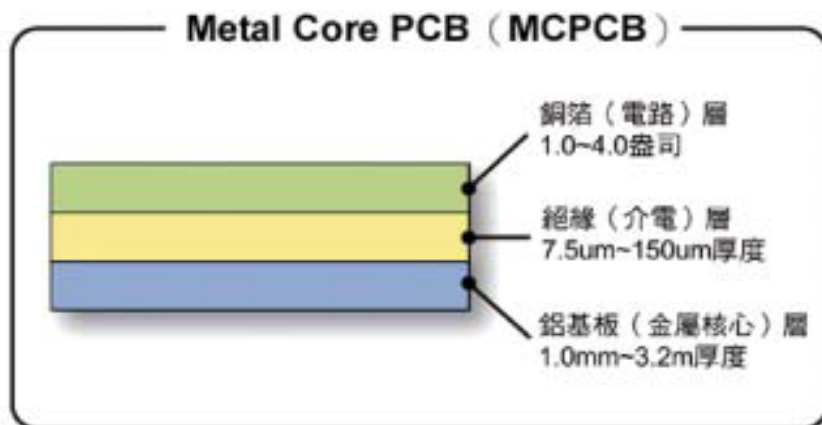 Metal Core PCB（MCPCB）
銅箔（電路）層
1.0~4.0盎司
絕緣（介電）層
7.5um~150um厚度
鋁基板（金屬核心）層
1.0mm~3.2m厚度